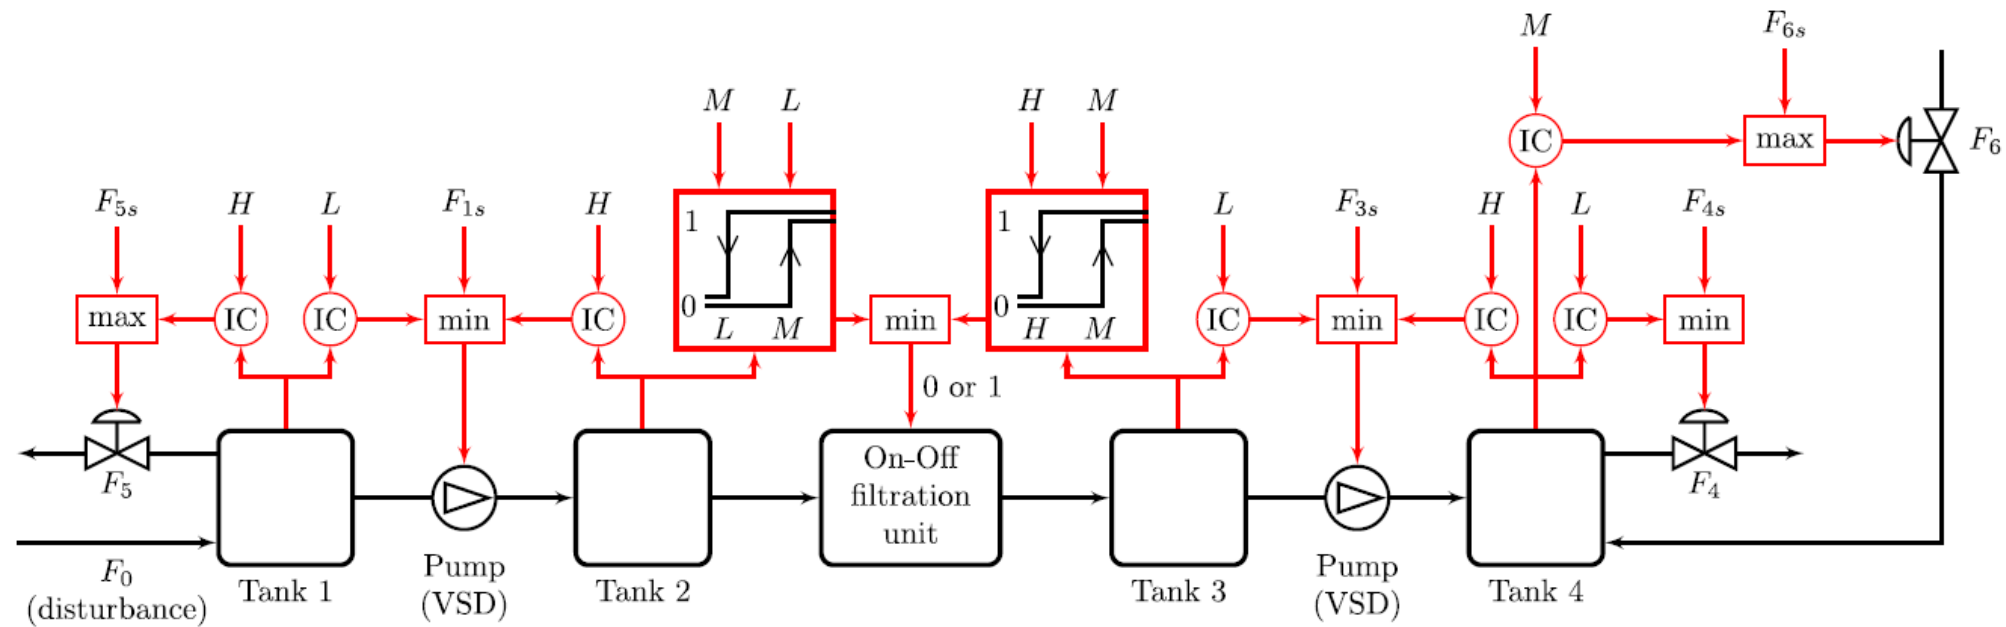 M
F6s
M L
H M
IC
max
F6
F5s
H
L
F1s
H
1
0
L M
1
0
H M
L
F3s
H
L
F4s
max
IC
IC
min
IC
min
IC
min
IC
IC
min
0 or 1
F5
F0
(disturbance)
Tank 1
Pump
(VSD)
Tank 2
On-Off
filtration
unit
Tank 3
Pump
(VSD)
Tank 4
F4